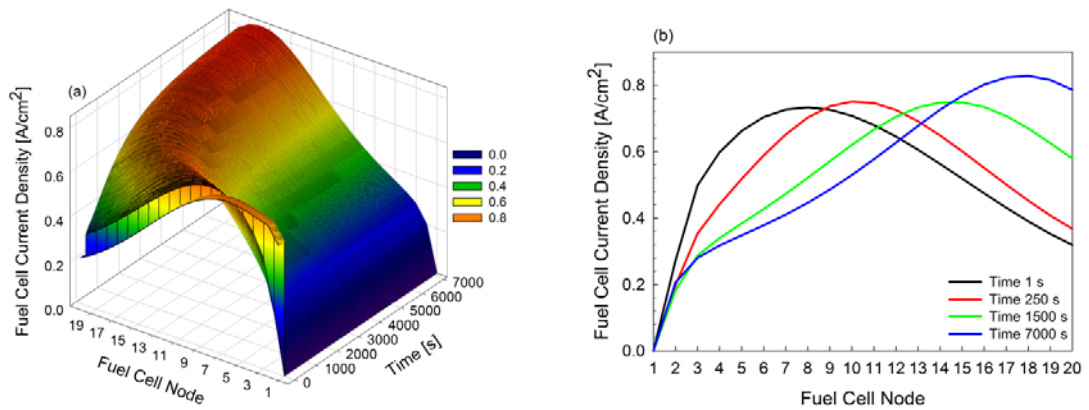 (a)
Fuel Cell Current Density [A/cm²]
0.8
0.6
0.4
0.2
0.0
19 17 15 13 11 9 7 5 3 1
Fuel Cell Node
0 1000 2000 3000 4000 5000 6000 7000
Time [s]
0.0
0.2
0.4
0.6
0.8
(b)
Fuel Cell Current Density [A/cm²]
0.8
0.6
0.4
0.2
0.0
Time 1 s
Time 250 s
Time 1500 s
Time 7000 s
1 2 3 4 5 6 7 8 9 10 11 12 13 14 15 16 17 18 19 20
Fuel Cell Node